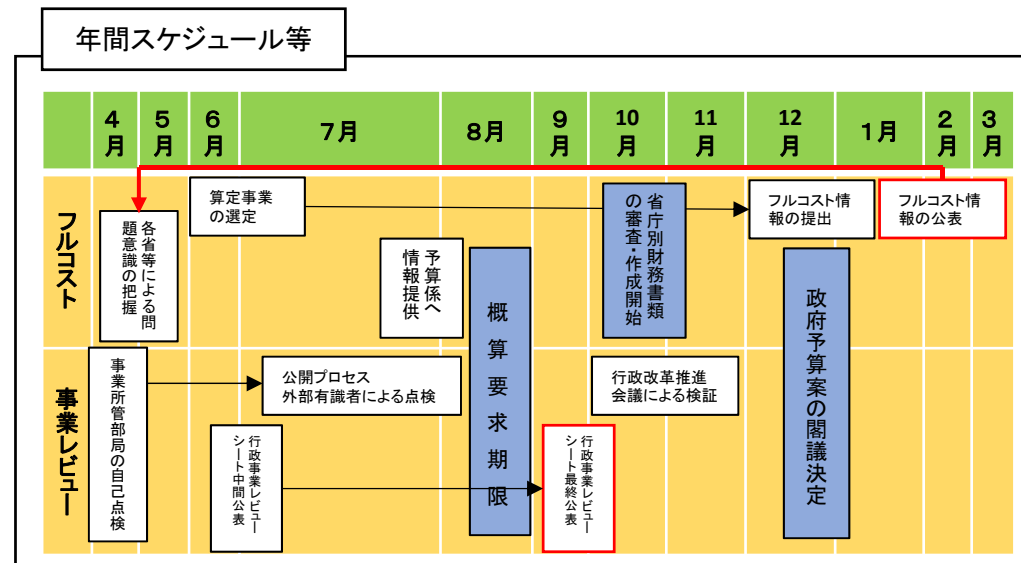 年間スケジュール等
4月
5月
6月
7月
8月
9月
10月
11月
12月
1月
2月
3月
フルコスト
各省等による問
題意識の把握
算定事業
の選定
予算係へ
情報提供
概算要求期限
省庁別財務書類
の審査・作成開始
フルコスト情
報の提出
フルコスト情
報の公表
政府予算案の閣議決定
事業レビュー
事業所管部局の自己点検
公開プロセス
外部有識者による点検
行政事業レビュー
シート中間公表
行政事業レビュー
シート最終公表
行政改革推進
会議による検証